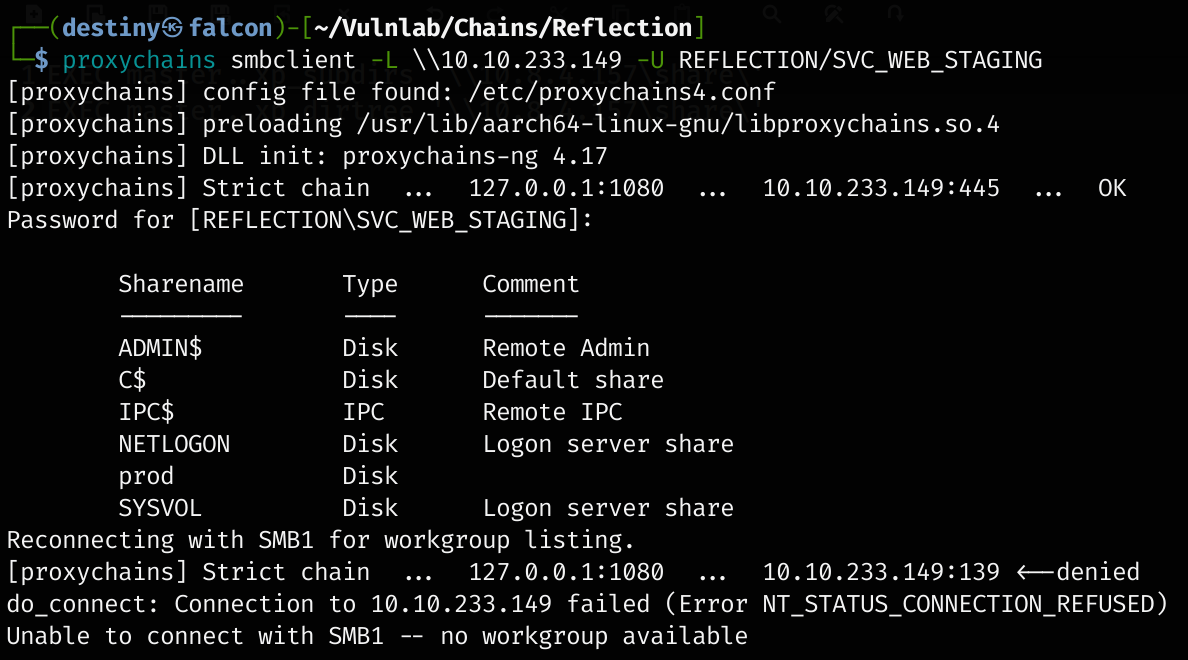 ┌──(destiny㉿falcon)-[~/Vulnlab/Chains/Reflection]
└─$ proxychains smbclient -L \\10.10.233.149 -U REFLECTION/SVC_WEB_STAGING
[proxychains] config file found: /etc/proxychains4.conf
[proxychains] preloading /usr/lib/aarch64-linux-gnu/libproxychains.so.4
[proxychains] DLL init: proxychains-ng 4.17
[proxychains] Strict chain  ...  127.0.0.1:1080  ...  10.10.233.149:445  ...  OK
Password for [REFLECTION\SVC_WEB_STAGING]:
Sharename       Type      Comment
---------       ----      -------
ADMIN$          Disk      Remote Admin
C$              Disk      Default share
IPC$            IPC       Remote IPC
NETLOGON        Disk      Logon server share
prod            Disk
SYSVOL          Disk      Logon server share
Reconnecting with SMB1 for workgroup listing.
[proxychains] Strict chain  ...  127.0.0.1:1080  ...  10.10.233.149:139 <--denied
do_connect: Connection to 10.10.233.149 failed (Error NT_STATUS_CONNECTION_REFUSED)
Unable to connect with SMB1 -- no workgroup available